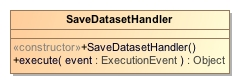 SaveDatasetHandler
«constructor»+SaveDatasetHandler()
+execute( event : ExecutionEvent ) : Object